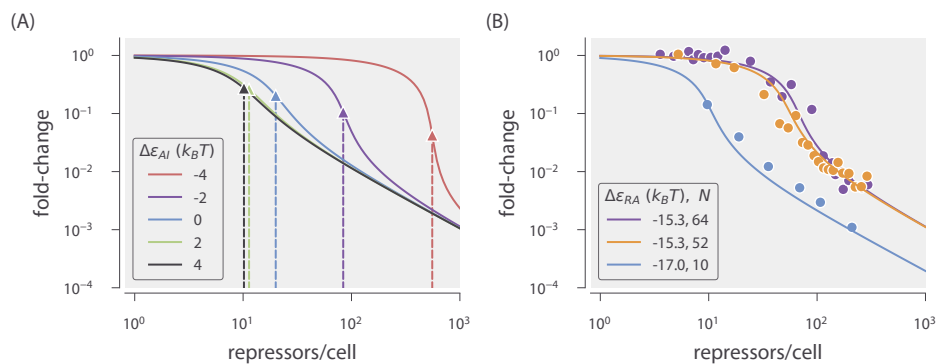 (A)
fold-change
10⁰
10⁻¹
10⁻²
10⁻³
10⁻⁴
Δε_AI (k_BT)
-4
-2
0
2
4
10⁰ 10¹ 10² 10³
repressors/cell
(B)
fold-change
10⁰
10⁻¹
10⁻²
10⁻³
10⁻⁴
Δε_RA (k_BT), N
-15.3, 64
-15.3, 52
-17.0, 10
10⁰ 10¹ 10² 10³
repressors/cell